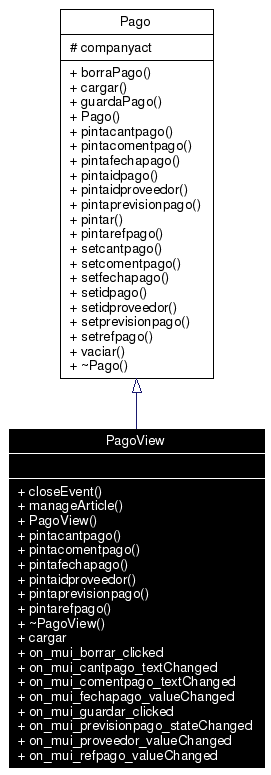 Pago
# companyact
+ borraPago()
+ cargar()
+ guardaPago()
+ Pago()
+ pintacantpago()
+ pintacomentpago()
+ pintafechapago()
+ pintaidpago()
+ pintaidproveedor()
+ pintaprevisionpago()
+ pintar()
+ pintarefpago()
+ setcantpago()
+ setcomentpago()
+ setfechapago()
+ setidpago()
+ setidproveedor()
+ setprevisionpago()
+ setrefpago()
+ vaciar()
+ ~Pago()
PagoView
+ closeEvent()
+ manageArticle()
+ PagoView()
+ pintacantpago()
+ pintacomentpago()
+ pintafechapago()
+ pintaidproveedor()
+ pintaprevisionpago()
+ pintarefpago()
+ ~PagoView()
+ cargar
+ on_mui_borrar_clicked
+ on_mui_cantpago_textChanged
+ on_mui_comentpago_textChanged
+ on_mui_fechapago_valueChanged
+ on_mui_guardar_clicked
+ on_mui_previsionpago_stateChanged
+ on_mui_proveedor_valueChanged
+ on_mui_refpago_valueChanged